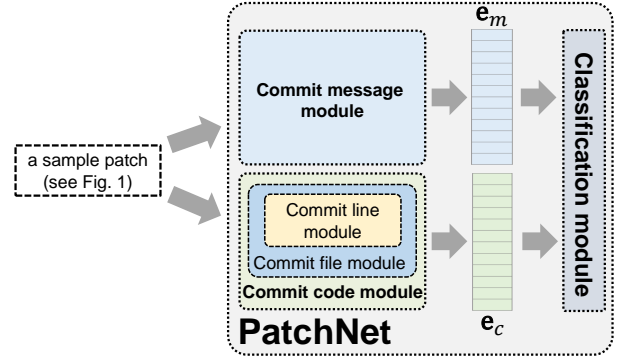 a sample patch
(see Fig. 1)
Commit message
module
Commit line
module
Commit file module
Commit code module
PatchNet
e_m
e_c
Classification module